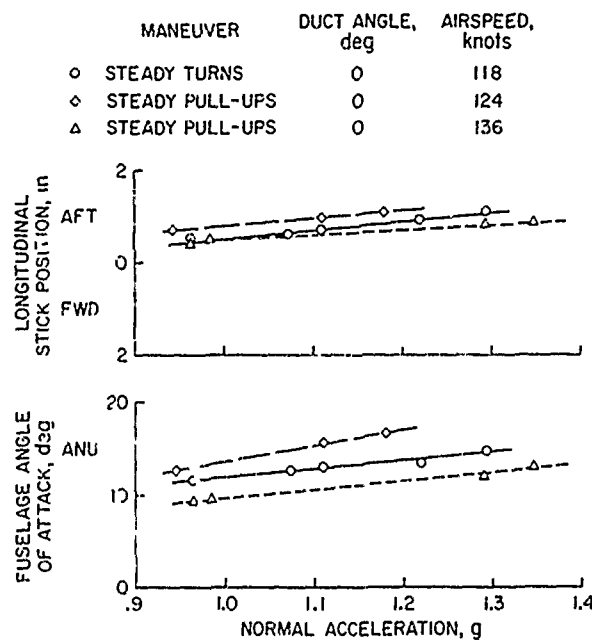 MANEUVER DUCT ANGLE, deg AIRSPEED, knots
○ STEADY TURNS 0 118
◇ STEADY PULL-UPS 0 124
△ STEADY PULL-UPS 0 136
LONGITUDINAL STICK POSITION, in
2
AFT
0
FWD
2
FUSELAGE ANGLE OF ATTACK, deg
20
ANU
10
0
.9 1.0 1.1 1.2 1.3 1.4
NORMAL ACCELERATION, g